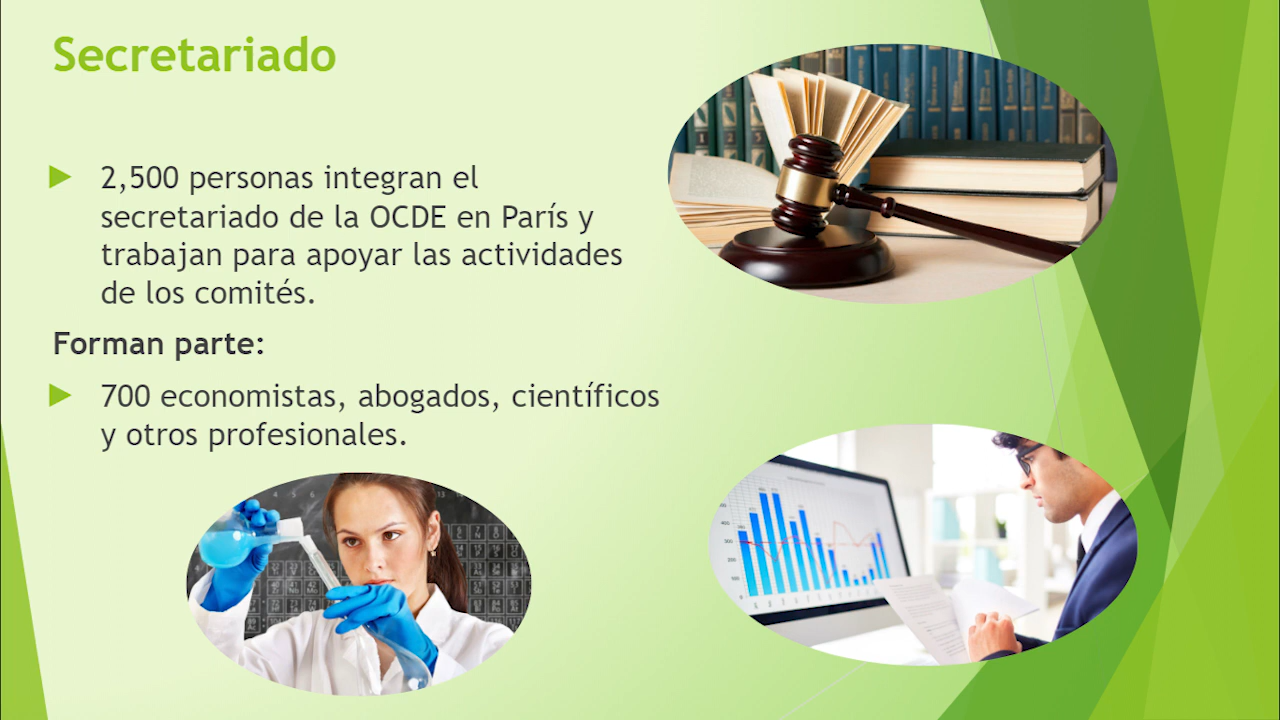 Secretariado
2,500 personas integran el
secretariado de la OCDE en París y
trabajan para apoyar las actividades
de los comités.
Forman parte:
700 economistas, abogados, científicos
y otros profesionales.